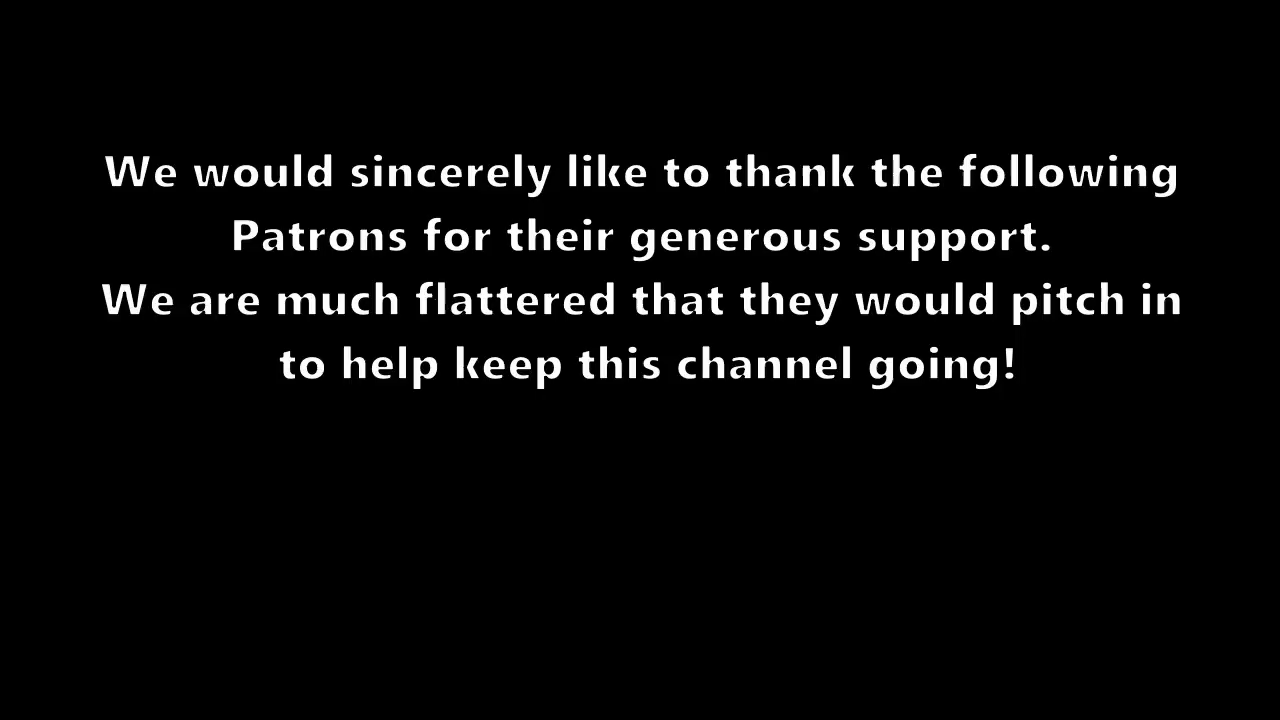 We would sincerely like to thank the following
Patrons for their generous support.
We are much flattered that they would pitch in
to help keep this channel going!